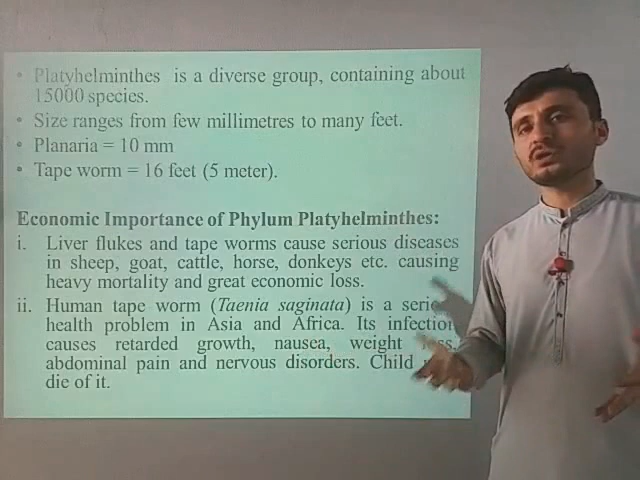 • Platyhelminthes is a diverse group, containing about
15000 species.
• Size ranges from few millimetres to many feet.
• Planaria = 10 mm
• Tape worm = 16 feet (5 meter).
Economic Importance of Phylum Platyhelminthes:
i. Liver flukes and tape worms cause serious diseases
in sheep, goat, cattle, horse, donkeys etc. causing
heavy mortality and great economic loss.
ii. Human tape worm (Taenia saginata) is a
health problem in Asia and Africa. Its
causes retarded growth, nausea, weight
abdominal pain and nervous disorders. Child
die of it.